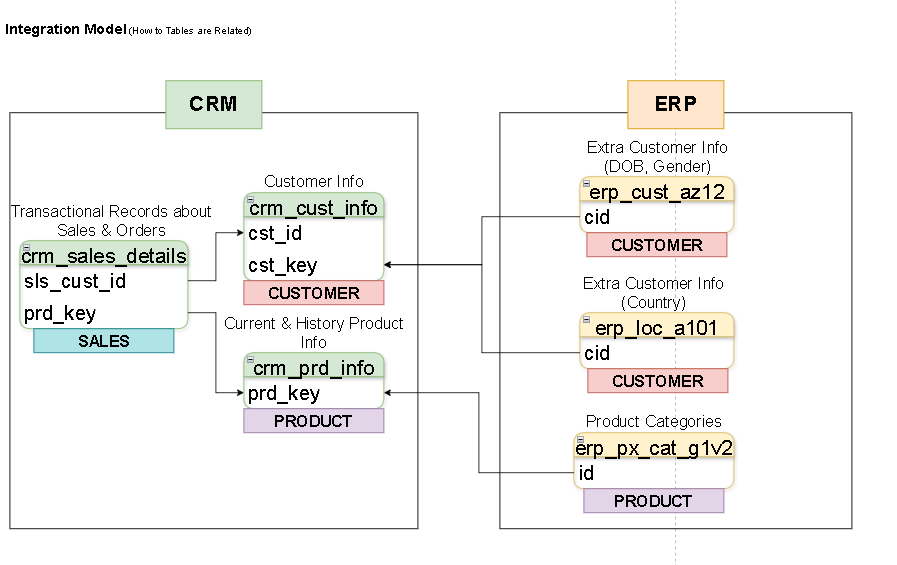 Integration Model (How to Tables are Related)
CRM
ERP
Customer Info
crm_cust_info
cst_id
cst_key
CUSTOMER
Transactional Records about
Sales & Orders
crm_sales_details
sls_cust_id
prd_key
SALES
Current & History Product
Info
crm_prd_info
prd_key
PRODUCT
Extra Customer Info
(DOB, Gender)
erp_cust_az12
cid
CUSTOMER
Extra Customer Info
(Country)
erp_loc_a101
cid
CUSTOMER
Product Categories
erp_px_cat_g1v2
id
PRODUCT